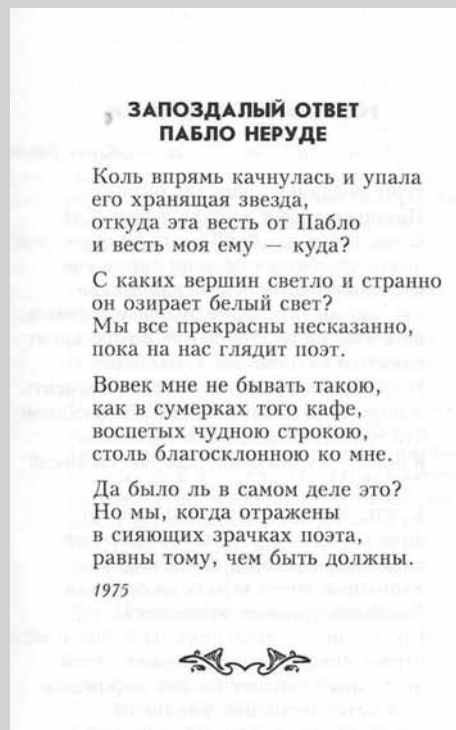 ЗАПОЗДАЛЫЙ ОТВЕТ
ПАБЛО НЕРУДЕ
Коль впрямь качнулась и упала
его хранящая звезда,
откуда эта весть от Пабло
и весть моя ему — куда?
С каких вершин светло и странно
он озирает белый свет?
Мы все прекрасны несказанно,
пока на нас глядит поэт.
Вовек мне не бывать такою,
как в сумерках того кафе,
воспетых чудною строкою,
столь благосклонною ко мне.
Да было ль в самом деле это?
Но мы, когда отражены
в сияющих зрачках поэта,
равны тому, чем быть должны.
1975